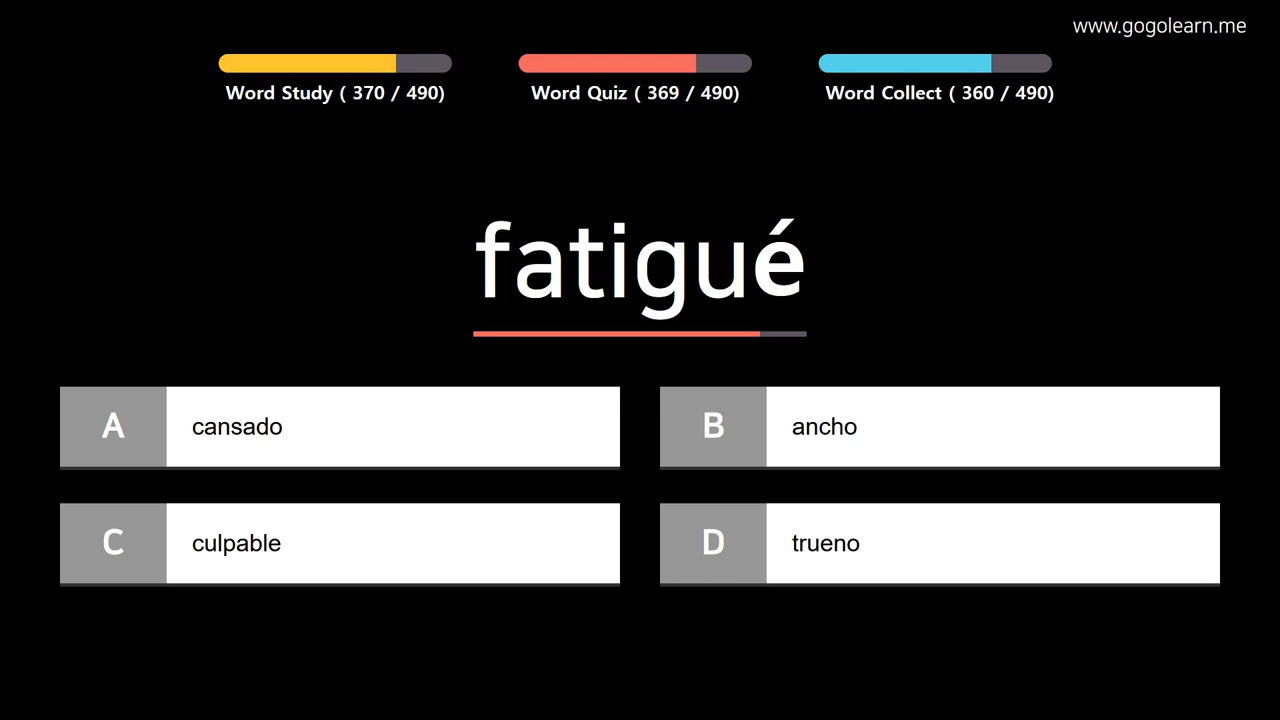 www.gogolearn.me
Word Study ( 370 / 490)
Word Quiz ( 369 / 490)
Word Collect ( 360 / 490)
fatigué
A cansado
B ancho
C culpable
D trueno